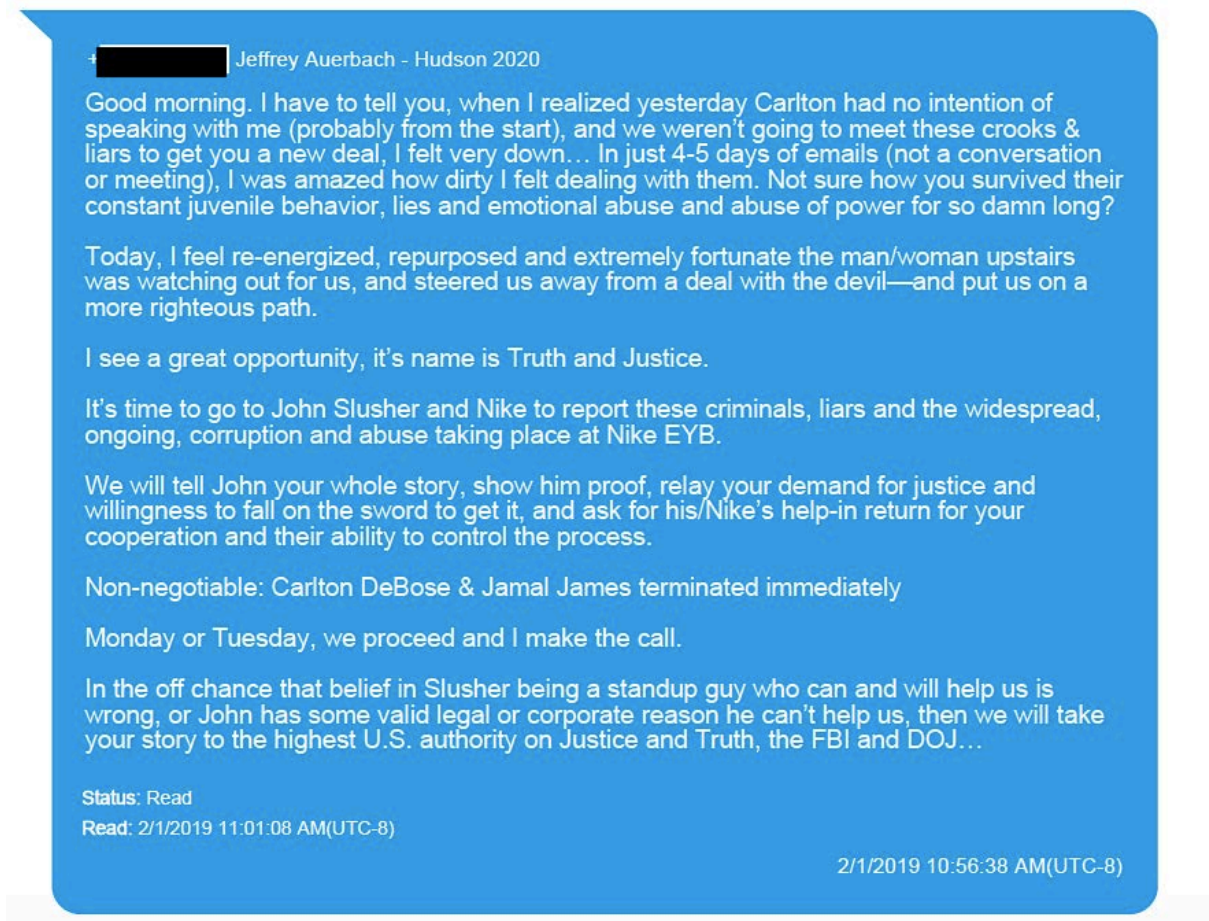 + Jeffrey Auerbach - Hudson 2020
Good morning. I have to tell you, when I realized yesterday Carlton had no intention of
speaking with me (probably from the start), and we weren't going to meet these crooks &
liars to get you a new deal, I felt very down… In just 4-5 days of emails (not a conversation
or meeting), I was amazed how dirty I felt dealing with them. Not sure how you survived their
constant juvenile behavior, lies and emotional abuse and abuse of power for so damn long?
Today, I feel re-energized, repurposed and extremely fortunate the man/woman upstairs
was watching out for us, and steered us away from a deal with the devil—and put us on a
more righteous path.
I see a great opportunity, it's name is Truth and Justice.
It's time to go to John Slusher and Nike to report these criminals, liars and the widespread,
ongoing, corruption and abuse taking place at Nike EYB.
We will tell John your whole story, show him proof, relay your demand for justice and
willingness to fall on the sword to get it, and ask for his/Nike's help-in return for your
cooperation and their ability to control the process.
Non-negotiable: Carlton DeBose & Jamal James terminated immediately
Monday or Tuesday, we proceed and I make the call.
In the off chance that belief in Slusher being a standup guy who can and will help us is
wrong, or John has some valid legal or corporate reason he can't help us, then we will take
your story to the highest U.S. authority on Justice and Truth, the FBI and DOJ…
Status: Read
Read: 2/1/2019 11:01:08 AM(UTC-8)
2/1/2019 10:56:38 AM(UTC-8)